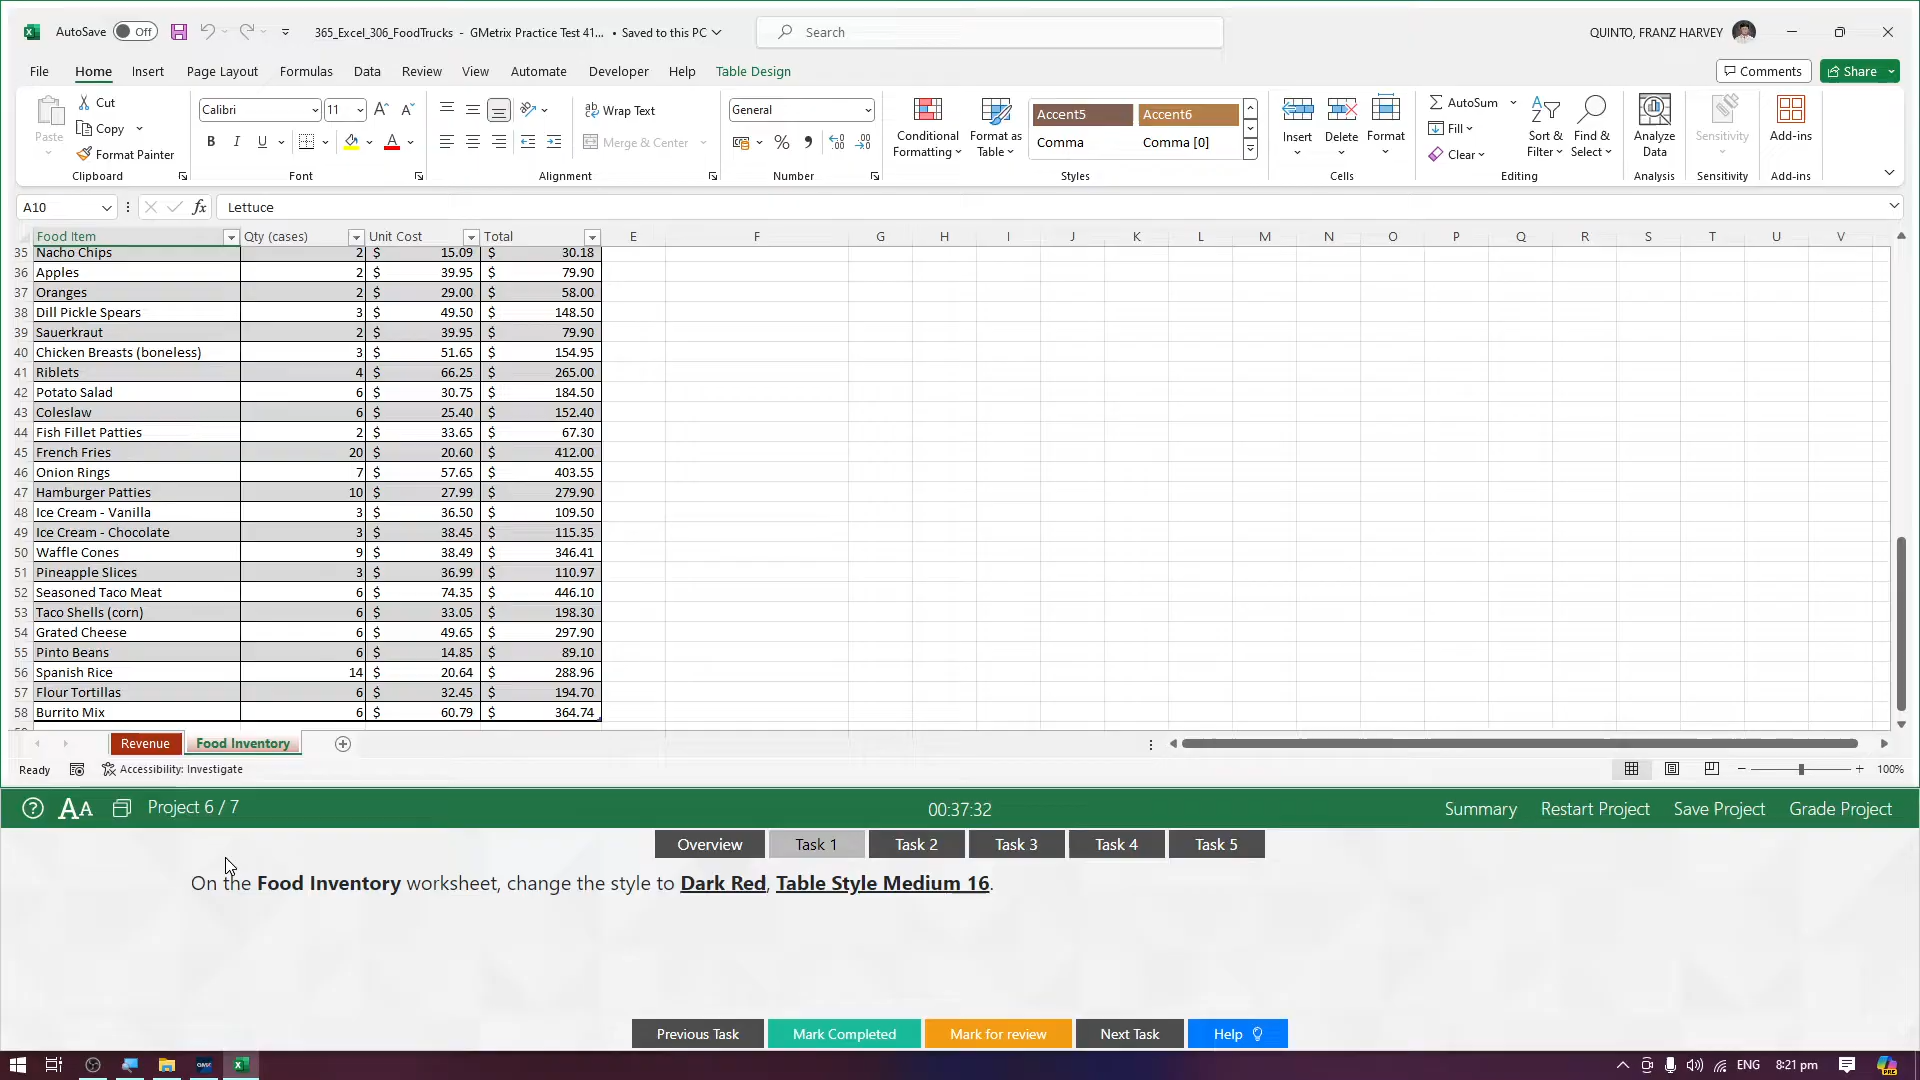 AutoSave Off 365_Excel_306_FoodTrucks - GMetrix Practice Test 41... • Saved to this PC Search QUINTO, FRANZ HARVEY
File Home Insert Page Layout Formulas Data Review View Automate Developer Help Table Design Comments Share
Paste Cut Copy Format Painter Clipboard
Calibri 11 B I U A Font
Wrap Text Merge & Center Alignment
General % Number
Conditional Formatting Format as Table Accent5 Accent6 Comma Comma [0] Styles
Insert Delete Format Cells
AutoSum Fill Clear Sort & Filter Find & Select Editing
Analyze Data Analysis
Sensitivity Sensitivity
Add-ins Add-ins
A10 fx Lettuce
Food Item Qty (cases) Unit Cost Total E F G H I J K L M N O P Q R S T U V
35 Nacho Chips 2 $ 15.09 $ 30.18
36 Apples 2 $ 39.95 $ 79.90
37 Oranges 2 $ 29.00 $ 58.00
38 Dill Pickle Spears 3 $ 49.50 $ 148.50
39 Sauerkraut 2 $ 39.95 $ 79.90
40 Chicken Breasts (boneless) 3 $ 51.65 $ 154.95
41 Riblets 4 $ 66.25 $ 265.00
42 Potato Salad 6 $ 30.75 $ 184.50
43 Coleslaw 6 $ 25.40 $ 152.40
44 Fish Fillet Patties 2 $ 33.65 $ 67.30
45 French Fries 20 $ 20.60 $ 412.00
46 Onion Rings 7 $ 57.65 $ 403.55
47 Hamburger Patties 10 $ 27.99 $ 279.90
48 Ice Cream - Vanilla 3 $ 36.50 $ 109.50
49 Ice Cream - Chocolate 3 $ 38.45 $ 115.35
50 Waffle Cones 9 $ 38.49 $ 346.41
51 Pineapple Slices 3 $ 36.99 $ 110.97
52 Seasoned Taco Meat 6 $ 74.35 $ 446.10
53 Taco Shells (corn) 6 $ 33.05 $ 198.30
54 Grated Cheese 6 $ 49.65 $ 297.90
55 Pinto Beans 6 $ 14.85 $ 89.10
56 Spanish Rice 14 $ 20.64 $ 288.96
57 Flour Tortillas 6 $ 32.45 $ 194.70
58 Burrito Mix 6 $ 60.79 $ 364.74
Revenue Food Inventory
Ready Accessibility: Investigate 100%
Project 6 / 7 00:37:32 Summary Restart Project Save Project Grade Project
Overview Task 1 Task 2 Task 3 Task 4 Task 5
On the Food Inventory worksheet, change the style to Dark Red, Table Style Medium 16.
Previous Task Mark Completed Mark for review Next Task Help
ENG 8:21 pm